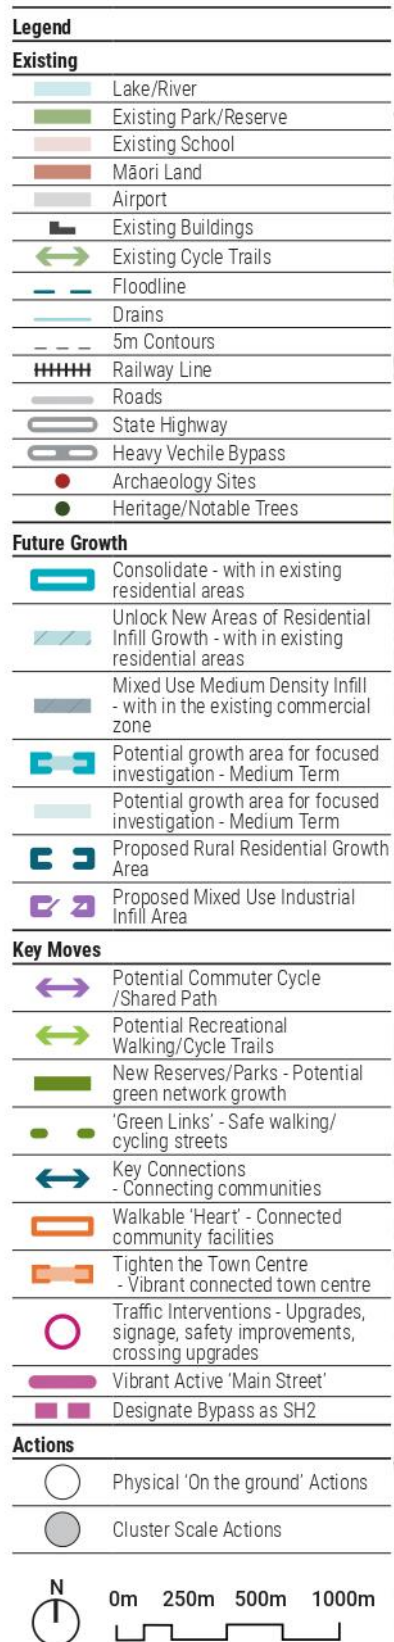 Legend
Existing
Lake/River
Existing Park/Reserve
Existing School
Māori Land
Airport
Existing Buildings
Existing Cycle Trails
Floodline
Drains
5m Contours
Railway Line
Roads
State Highway
Heavy Vechile Bypass
Archaeology Sites
Heritage/Notable Trees
Future Growth
Consolidate - with in existing
residential areas
Unlock New Areas of Residential
Infill Growth - with in existing
residential areas
Mixed Use Medium Density Infill
- with in the existing commercial
zone
Potential growth area for focused
investigation - Medium Term
Potential growth area for focused
investigation - Medium Term
Proposed Rural Residential Growth
Area
Proposed Mixed Use Industrial
Infill Area
Key Moves
Potential Commuter Cycle
/Shared Path
Potential Recreational
Walking/Cycle Trails
New Reserves/Parks - Potential
green network growth
'Green Links' - Safe walking/
cycling streets
Key Connections
- Connecting communities
Walkable 'Heart' - Connected
community facilities
Tighten the Town Centre
- Vibrant connected town centre
Traffic Interventions - Upgrades,
signage, safety improvements,
crossing upgrades
Vibrant Active 'Main Street'
Designate Bypass as SH2
Actions
Physical 'On the ground' Actions
Cluster Scale Actions
N
0m 250m 500m 1000m